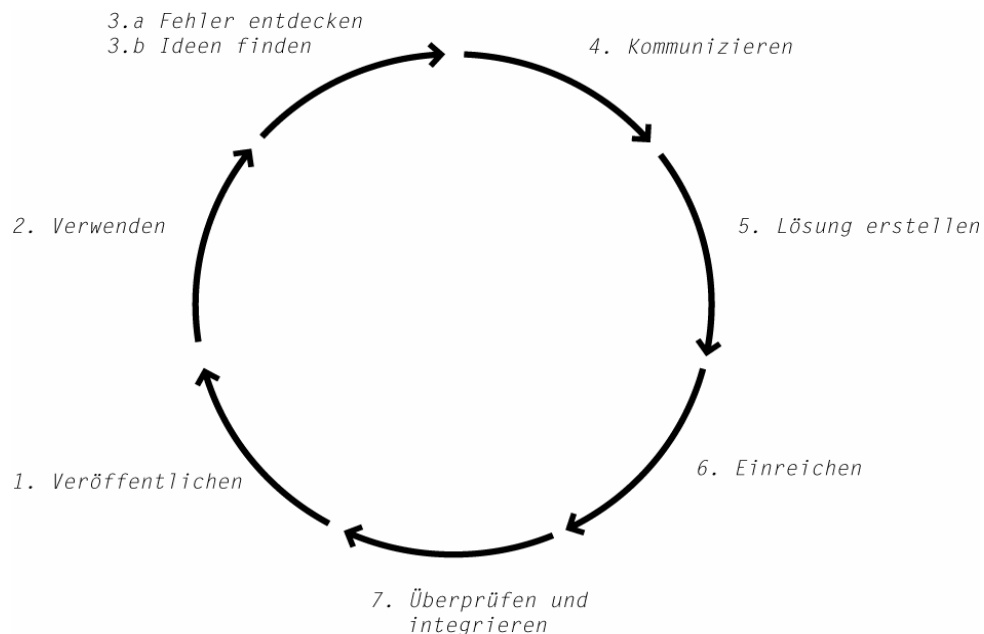 3.a Fehler entdecken
3.b Ideen finden
4. Kommunizieren
2. Verwenden
5. Lösung erstellen
6. Einreichen
1. Veröffentlichen
7. Überprüfen und
integrieren